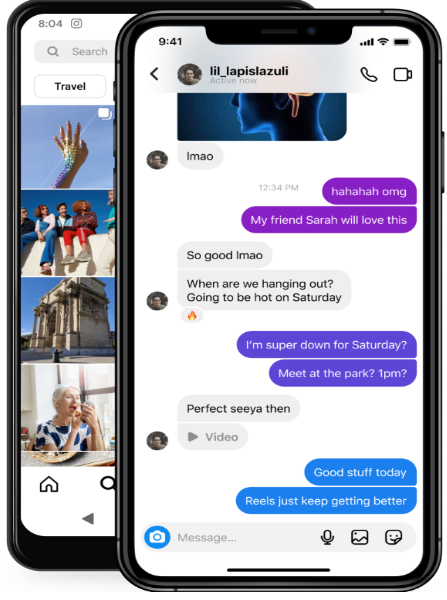 8:04
Search
Travel
9:41
lil_lapislazuli
Active now
lmao
12:34 PM
hahahah omg
My friend Sarah will love this
So good lmao
When are we hanging out?
Going to be hot on Saturday
I'm super down for Saturday?
Meet at the park? 1pm?
Perfect seeya then
Video
Good stuff today
Reels just keep getting better
Message...